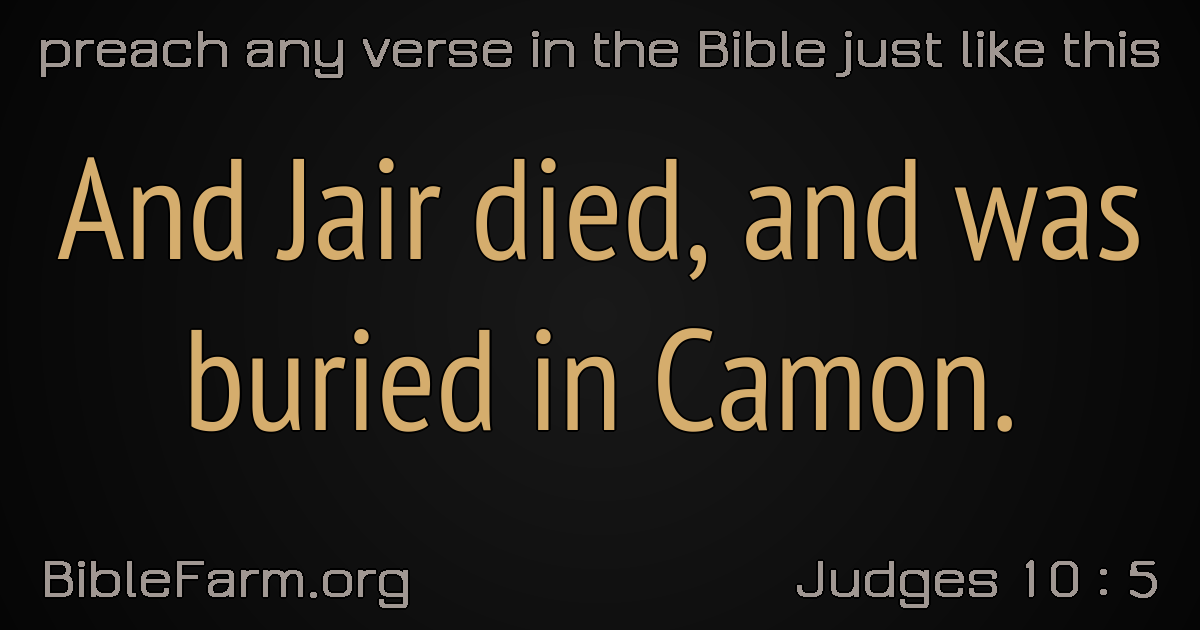 preach any verse in the Bible just like this
And Jair died, and was
buried in Camon.
BibleFarm.org
Judges 10 : 5